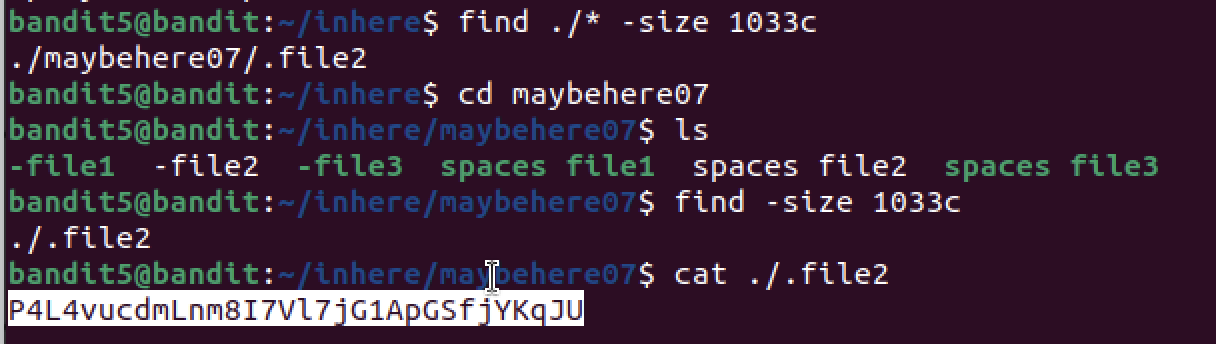 bandit5@bandit:~/inhere$ find ./* -size 1033c
./maybehere07/.file2
bandit5@bandit:~/inhere$ cd maybehere07
bandit5@bandit:~/inhere/maybehere07$ ls
-file1  -file2  -file3  spaces file1  spaces file2  spaces file3
bandit5@bandit:~/inhere/maybehere07$ find -size 1033c
./.file2
bandit5@bandit:~/inhere/maybehere07$ cat ./.file2
P4L4vucdmLnm8I7Vl7jG1ApGSfjYKqJU